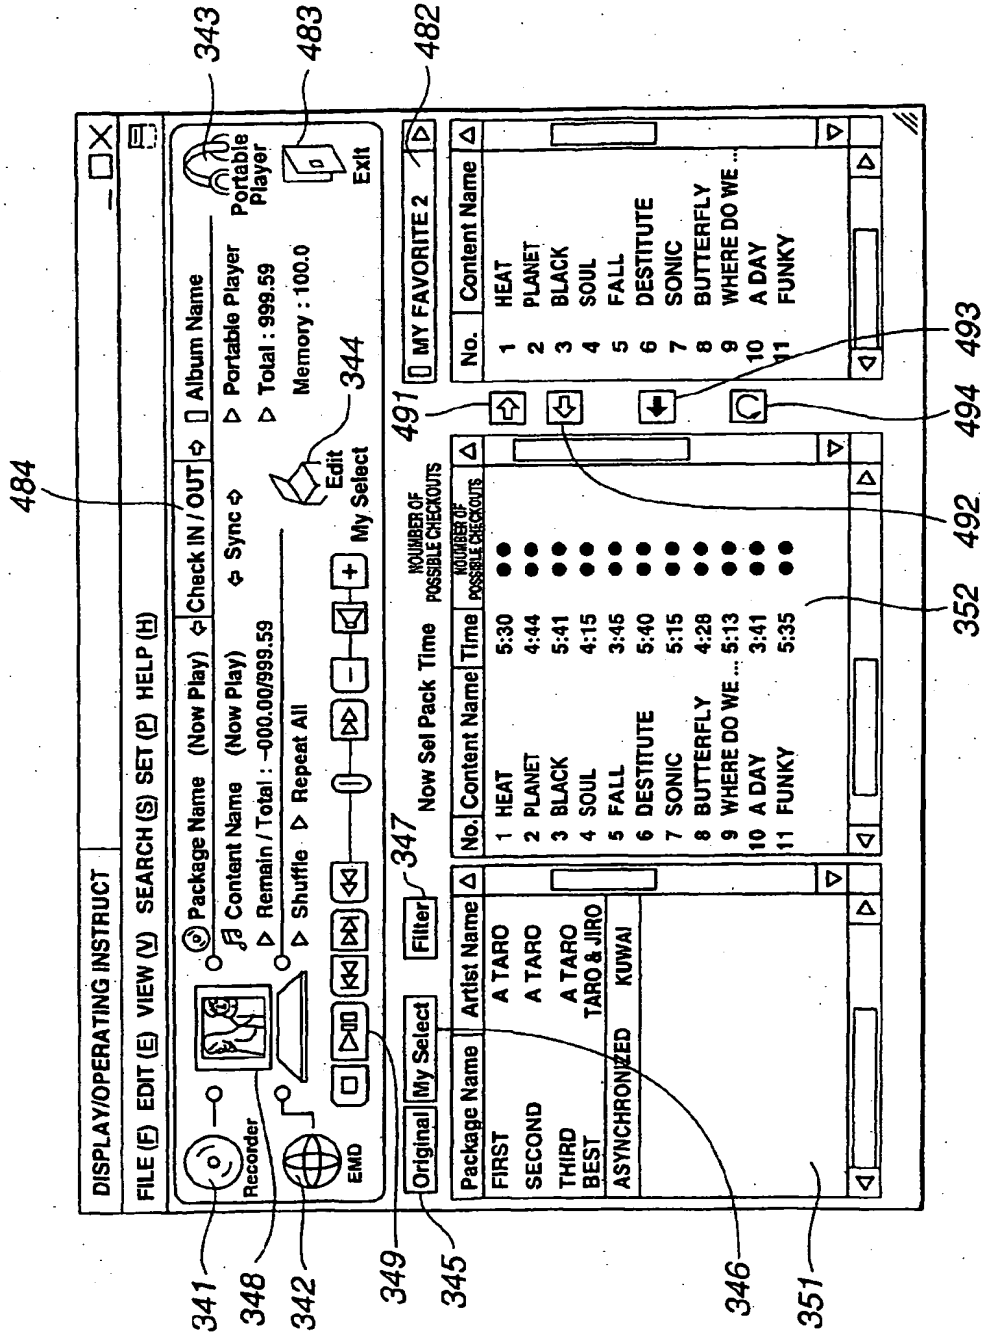 DISPLAY/OPERATING INSTRUCT
FILE (F) EDIT (E) VIEW (V) SEARCH (S) SET (P) HELP (H)
Recorder
EMD
Package Name (Now Play)
Check IN / OUT
Album Name
Content Name (Now Play)
Sync
Portable Player
Remain / Total : –000.00/999.59
Total : 999.59
Memory : 100.0
Shuffle
Repeat All
Portable
Player
Exit
Edit
My Select
Original
My Select
Filter
Now Sel Pack Time
NOUMBER OF
POSSIBLE CHECKOUTS
MY FAVORITE 2
Package Name Artist Name
FIRST A TARO
SECOND A TARO
THIRD A TARO
BEST TARO & JIRO
ASYNCHRONIZED KUWAI
No. Content Name Time NOUMBER OF
POSSIBLE CHECKOUTS
1 HEAT 5:30
2 PLANET 4:44
3 BLACK 5:41
4 SOUL 4:15
5 FALL 3:45
6 DESTITUTE 5:40
7 SONIC 5:15
8 BUTTERFLY 4:28
9 WHERE DO WE ... 5:13
10 A DAY 3:41
11 FUNKY 5:35
No. Content Name
1 HEAT
2 PLANET
3 BLACK
4 SOUL
5 FALL
6 DESTITUTE
7 SONIC
8 BUTTERFLY
9 WHERE DO WE ...
10 A DAY
11 FUNKY
341
348
342
349
345
346
351
347
484
344
491
352
492
494
493
343
483
482